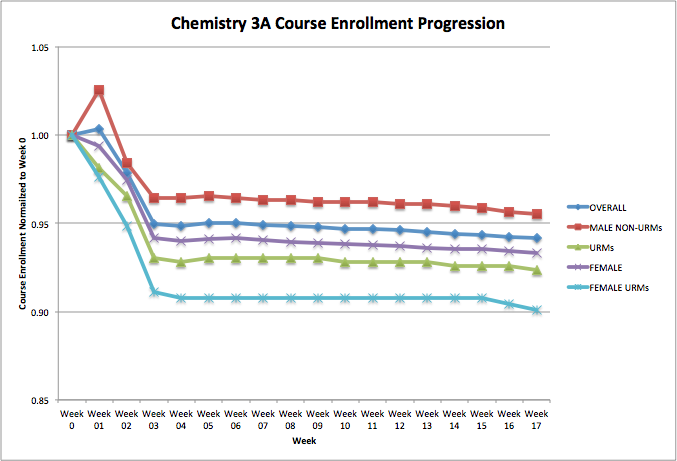 Chemistry 3A Course Enrollment Progression
Course Enrollment Normalized to Week 0
1.05
1.00
0.95
0.90
0.85
OVERALL
MALE NON-URMs
URMs
FEMALE
FEMALE URMs
Week Week Week Week Week Week Week Week Week Week Week Week Week Week Week Week Week Week
0 01 02 03 04 05 06 07 08 09 10 11 12 13 14 15 16 17
Week